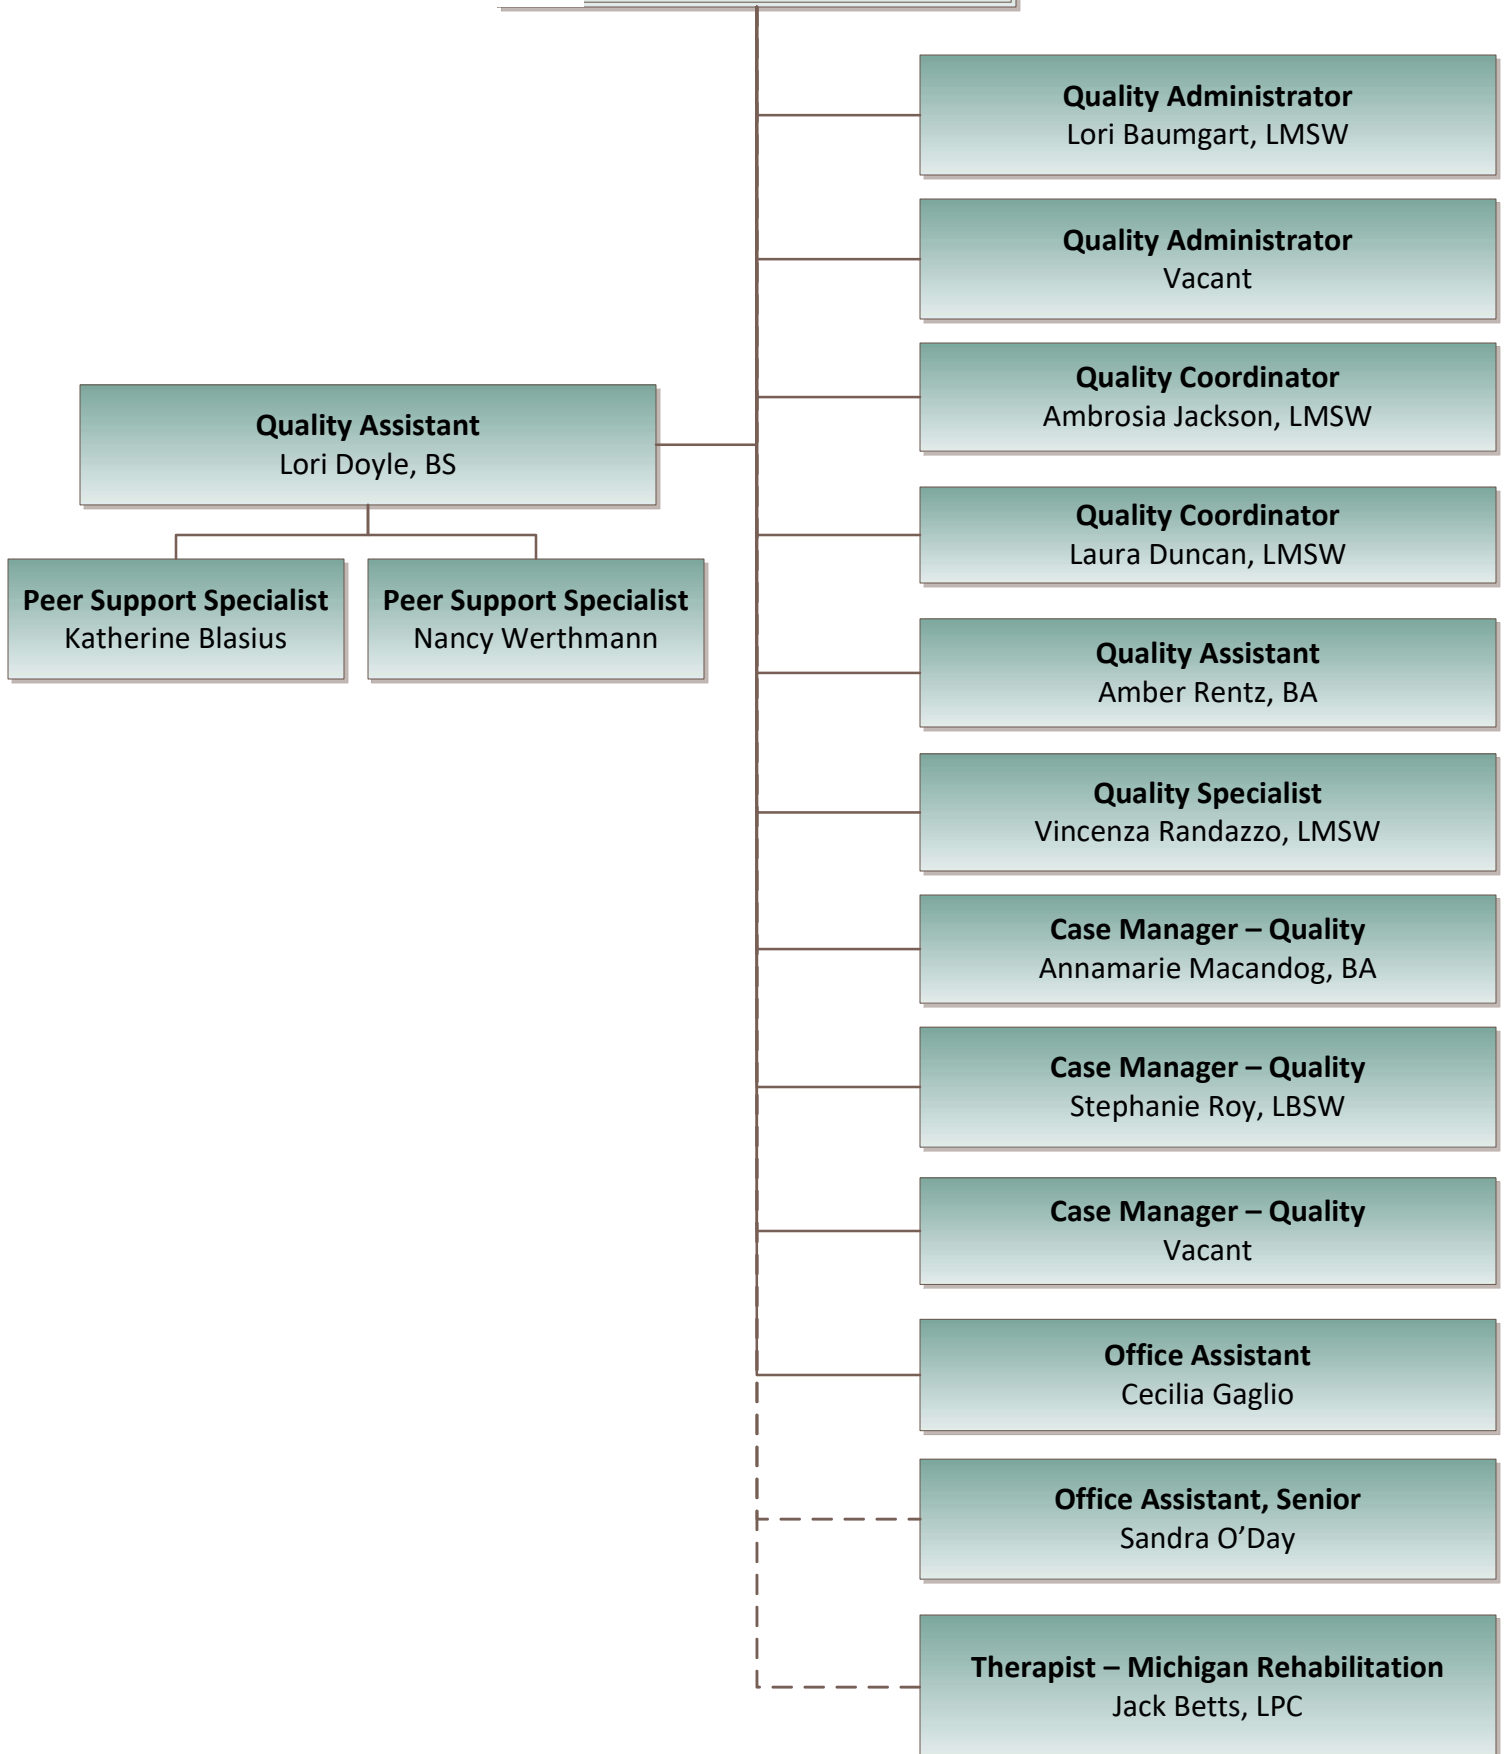 Quality Administrator
Lori Baumgart, LMSW
Quality Administrator
Vacant
Quality Coordinator
Ambrosia Jackson, LMSW
Quality Assistant
Lori Doyle, BS
Quality Coordinator
Laura Duncan, LMSW
Peer Support Specialist
Katherine Blasius
Peer Support Specialist
Nancy Werthmann
Quality Assistant
Amber Rentz, BA
Quality Specialist
Vincenza Randazzo, LMSW
Case Manager – Quality
Annamarie Macandog, BA
Case Manager – Quality
Stephanie Roy, LBSW
Case Manager – Quality
Vacant
Office Assistant
Cecilia Gaglio
Office Assistant, Senior
Sandra O’Day
Therapist – Michigan Rehabilitation
Jack Betts, LPC